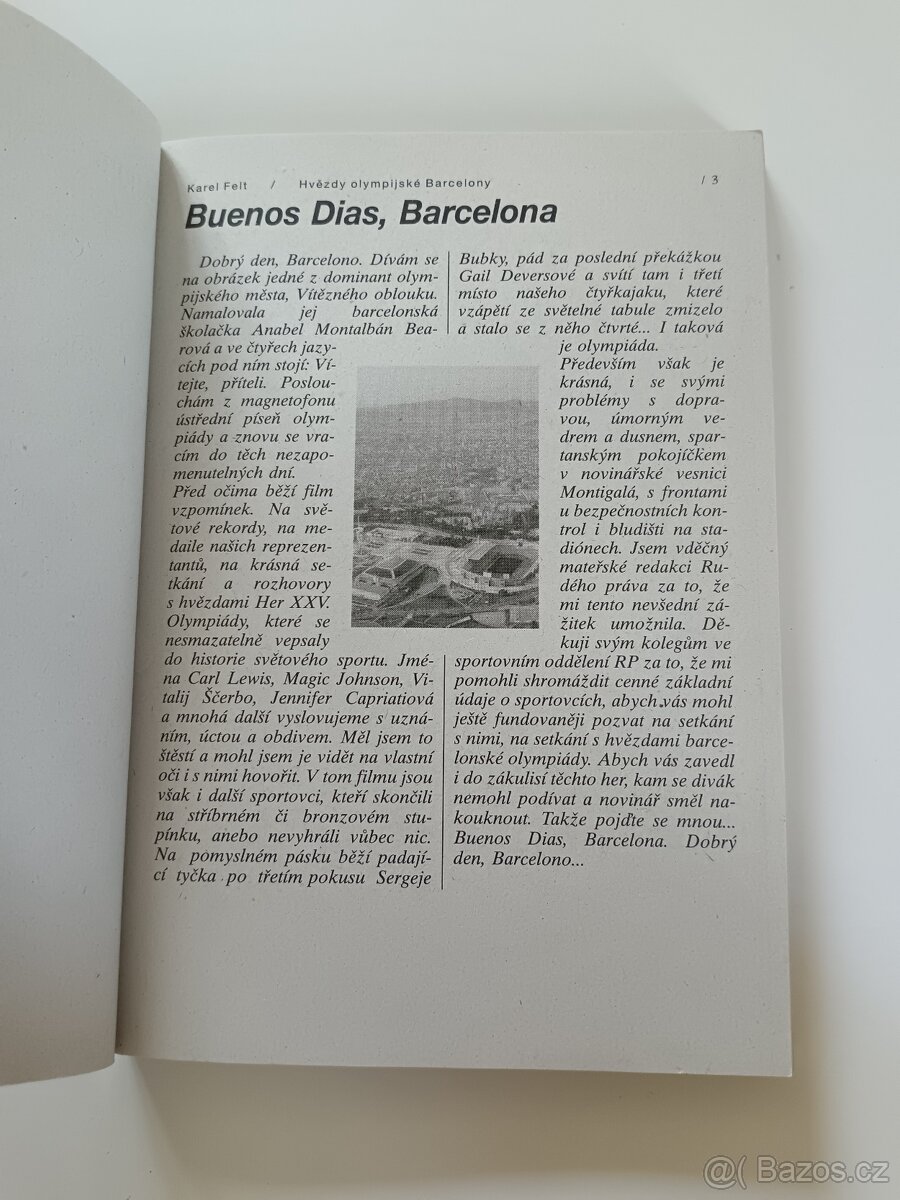 Karel Felt / Hvězdy olympijské Barcelony / 3
Buenos Dias, Barcelona
Dobrý den, Barcelono. Dívám se
na obrázek jedné z dominant olym-
pijského města, Vítězného oblouku.
Namalovala jej barcelonská
školačka Anabel Montalbán Bea-
rová a ve čtyřech jazy-
cích pod ním stojí: Ví-
tejte, příteli. Poslou-
chám z magnetofonu
ústřední píseň olym-
piády a znovu se vra-
cím do těch nezapo-
menutelných dní.
Před očima běží film
vzpomínek. Na svě-
tové rekordy, na me-
daile našich reprezen-
tantů, na krásná se-
tkání a rozhovory
s hvězdami Her XXV.
Olympiády, které se
nesmazatelně vepsaly
do historie světového sportu. Jmé-
na Carl Lewis, Magic Johnson, Vi-
talij Ščerbo, Jennifer Capriatiová
a mnohá další vyslovujeme s uzná-
ním, úctou a obdivem. Měl jsem to
štěstí a mohl jsem je vidět na vlastní
oči i s nimi hovořit. V tom filmu jsou
však i další sportovci, kteří skončili
na stříbrném či bronzovém stu-
pínku, anebo nevyhráli vůbec nic.
Na pomyslném pásku běží padají-
cí tyčka po třetím pokusu Sergeje
Bubky, pád za poslední překážkou
Gail Deversové a svítí tam i třetí
místo našeho čtyřkajaku, které
vzápětí ze světelné tabule zmizelo
a stalo se z něho čtvrté... I taková
je olympiáda.
Především však je
krásná, i se svými
problémy s dopra-
vou, úmorným ve-
drem a dusnem, spar-
tanským pokojíčkem
v novinářské vesnici
Montigalá, s frontami
u bezpečnostních kon-
trol i bludišti na sta-
diónech. Jsem vděčný
mateřské redakci Ru-
dého práva za to, že
mi tento nevšední zá-
žitek umožnila. Dě-
kuji svým kolegům ve
sportovním oddělení RP za to, že mi
pomohli shromáždit cenné základní
údaje o sportovcích, abych vás mohl
ještě fundovaněji pozvat na setkání
s nimi, na setkání s hvězdami barce-
lonské olympiády. Abych vás zavedl
i do zákulisí těchto her, kam se divák
nemohl podívat a novinář směl na-
kouknout. Takže pojďte se mnou...
Buenos Dias, Barcelona. Dobrý
den, Barcelono...
@( Bazos.cz